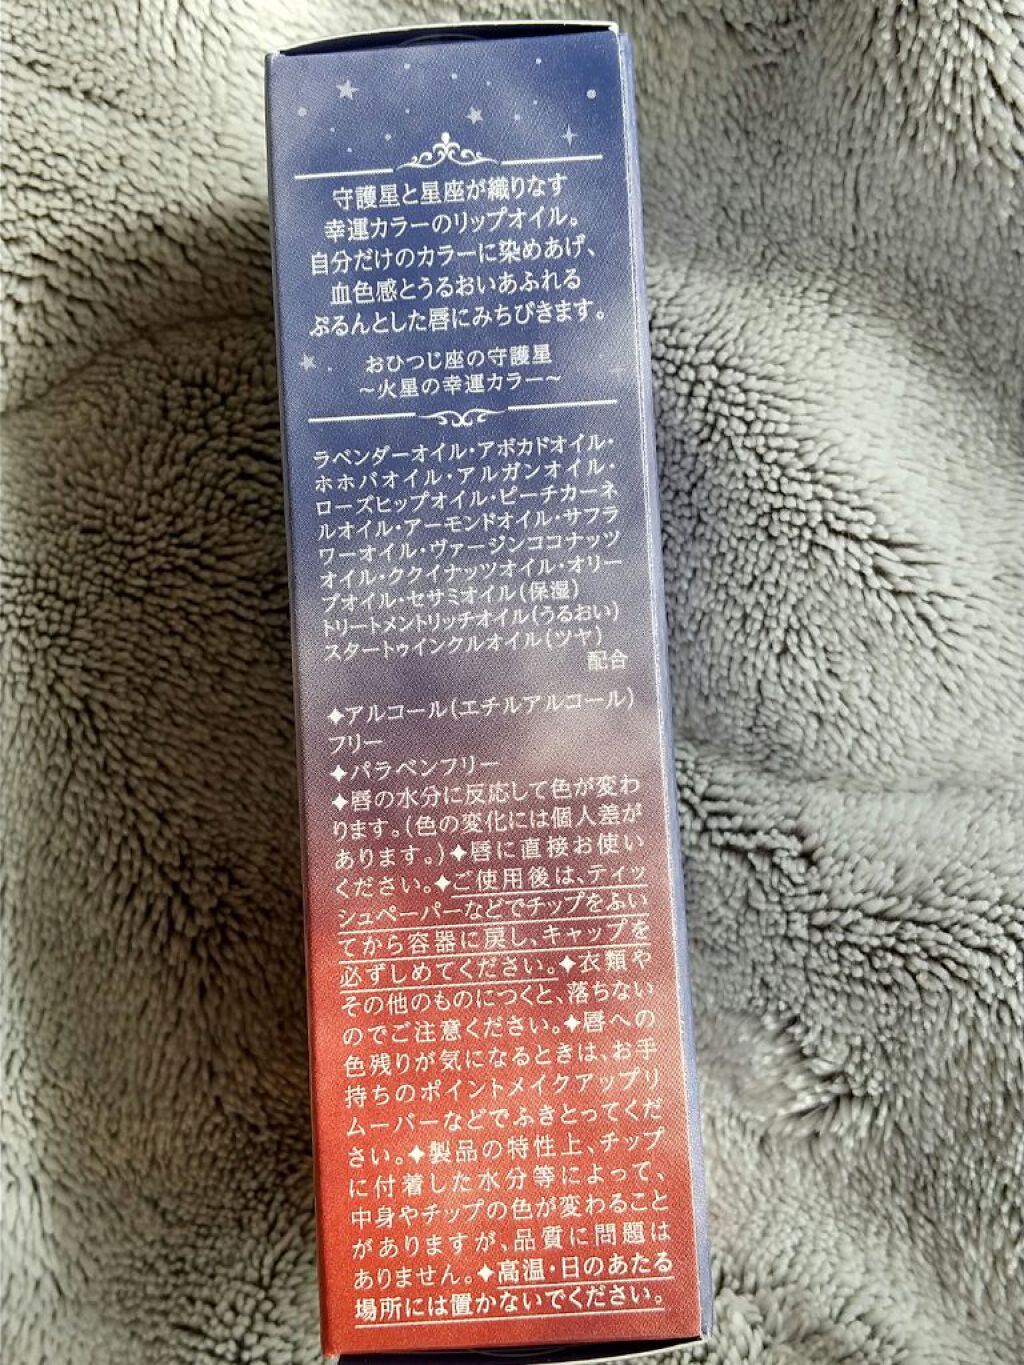 守護星と星座が織りなす
幸運カラーのリップオイル。
自分だけのカラーに染めあげ、
血色感とうるおいあふれる
ぷるんとした唇にみちびきます。
おひつじ座の守護星
~火星の幸運カラー~
ラベンダーオイル・アボカドオイル・
ホホバオイル・アルガンオイル・
ローズヒップオイル・ピーチカーネ
ルオイル・アーモンドオイル・サフラ
ワーオイル・ヴァージンココナッツ
オイル・ククイナッツオイル・オリー
ブオイル・セサミオイル(保湿)
トリートメントリッチオイル(うるおい)
スタートゥインクルオイル(ツヤ)
配合
✦アルコール(エチルアルコール)
フリー
✦パラベンフリー
✦唇の水分に反応して色が変わ
ります。(色の変化には個人差が
あります。)✦唇に直接お使い
ください。✦ご使用後は、ティッ
シュペーパーなどでチップをふい
てから容器に戻し、キャップを
必ずしめてください。✦衣類や
その他のものにつくと、落ちない
のでご注意ください。✦唇への
色残りが気になるときは、お手
持ちのポイントメイクアップリ
ムーバーなどでふきとってくだ
さい。✦製品の特性上、チップ
に付着した水分等によって、
中身やチップの色が変わること
がありますが、品質に問題は
ありません。✦高温・日のあたる
場所には置かないでください。